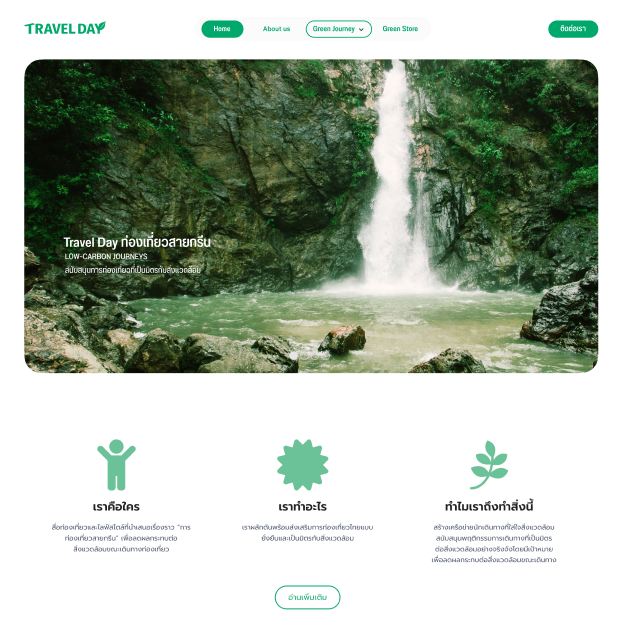 TRAVEL DAY
Home
About us
Green Journey
Green Store
ติดต่อเรา
Travel Day ท่องเที่ยวสายกรีน
LOW-CARBON JOURNEYS
สนับสนุนการท่องเที่ยวที่เป็นมิตรกับสิ่งแวดล้อม
เราคือใคร
สื่อท่องเที่ยวและไลฟ์สไตล์ที่นำเสนอเรื่องราว "การ
ท่องเที่ยวสายกรีน" เพื่อลดผลกระทบต่อ
สิ่งแวดล้อมขณะเดินทางท่องเที่ยว
เราทำอะไร
เราผลักดันพร้อมส่งเสริมการท่องเที่ยวไทยแบบ
ยั่งยืนและเป็นมิตรกับสิ่งแวดล้อม
ทำไมเราถึงทำสิ่งนี้
สร้างเครือข่ายนักเดินทางที่ใส่ใจสิ่งแวดล้อม
สนับสนุนพฤติกรรมการเดินทางที่เป็นมิตร
ต่อสิ่งแวดล้อมอย่างจริงจังโดยมีเป้าหมาย
เพื่อลดผลกระทบต่อสิ่งแวดล้อมขณะเดินทาง
อ่านเพิ่มเติม